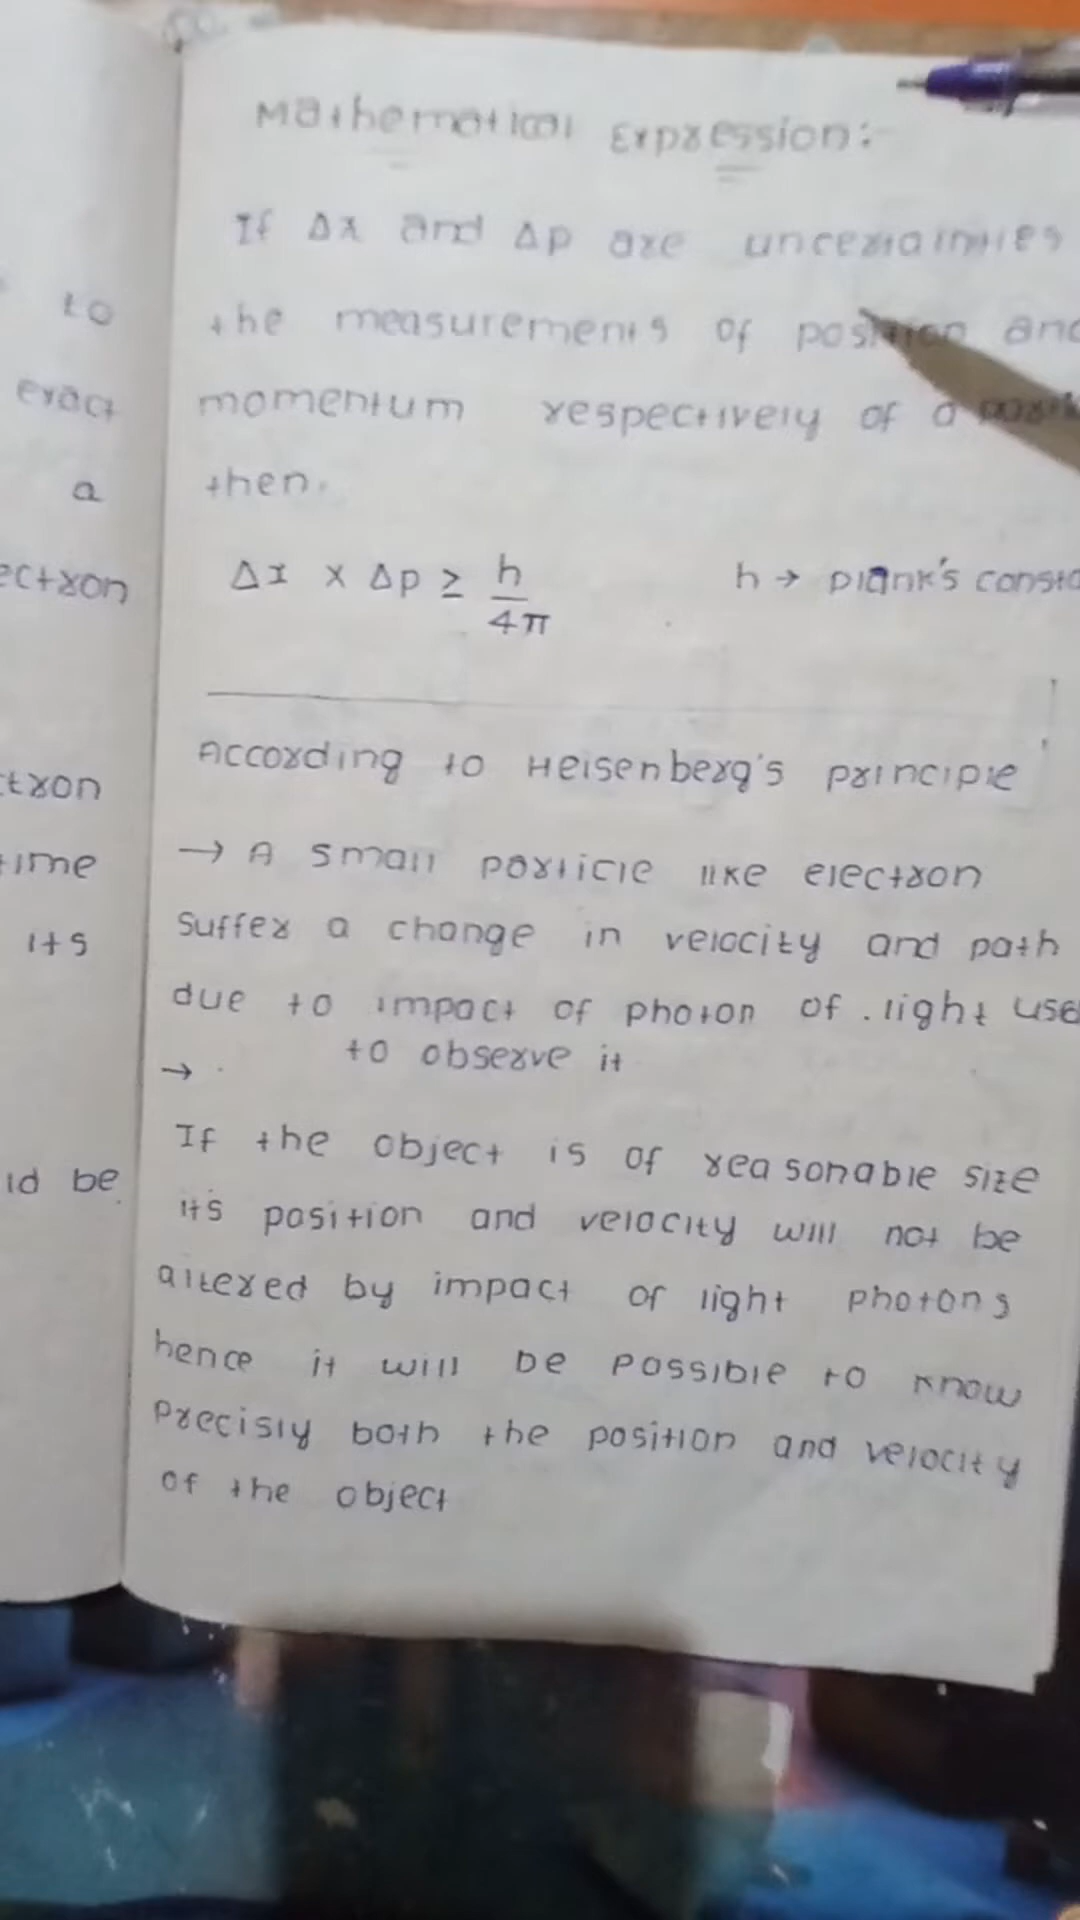 Mathematical Expression:-
If Δx and Δp are uncertainties
the measurements of position and
momentum respectively of a
then.
Δx × Δp ≥ h/4π h → plank's consta
According to Heisenberg's principle
→ A small particle like electron
suffer a change in velocity and path
due to impact of photon of . light use
to observe it
→
If the object is of reasonable size
it's position and velocity will not be
altered by impact of light photons
hence it will be possible to know
precisly both the position and velocity
of the object
to
exact
a
ectron
tron
time
its
ld be